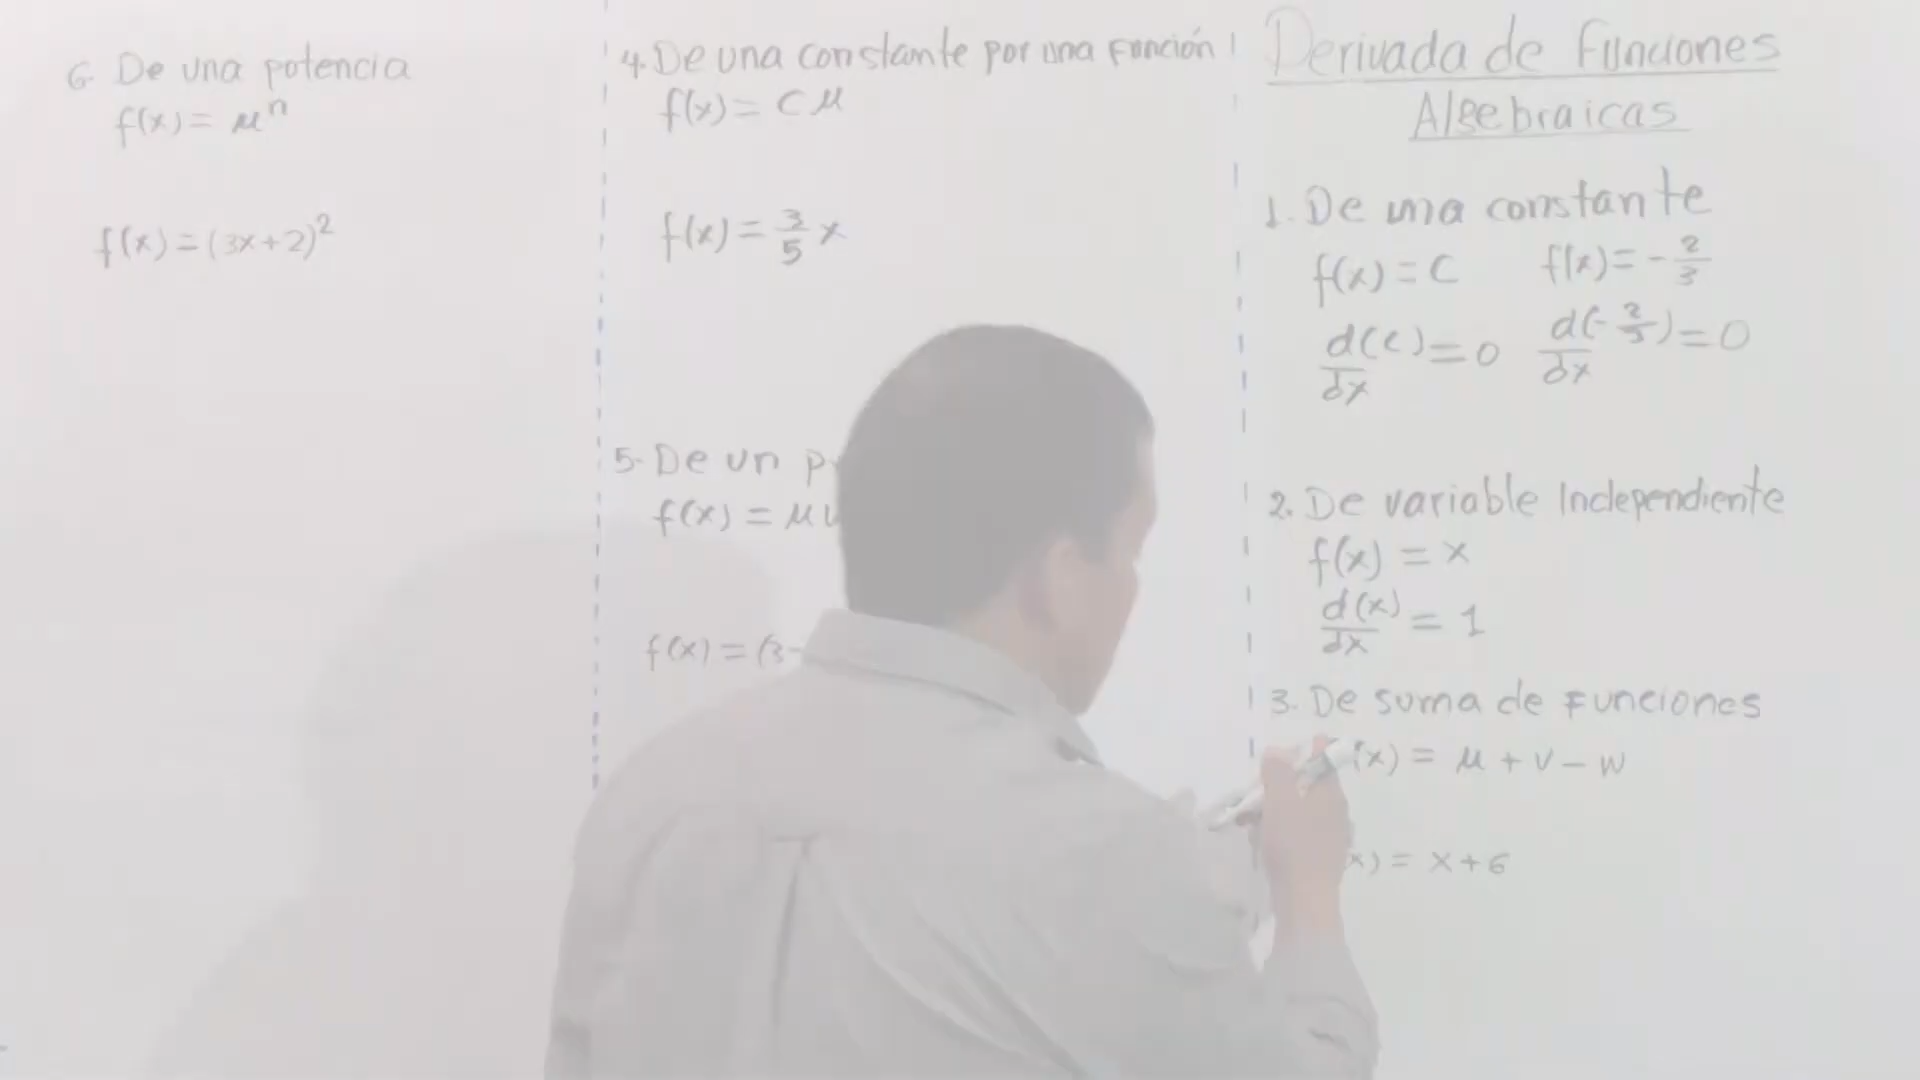 Derivada de Funciones
Algebraicas
1. De una constante
f(x) = C
d(c)/dx = 0
f(x) = -2/3
d(-2/3)/dx = 0
2. De variable Independiente
f(x) = x
d(x)/dx = 1
3. De suma de Funciones
(x) = μ + v - w
x) = x + 6
4. De una constante por una Función
f(x) = C μ
f(x) = 3/5 x
5- De un
f(x) = μ
f(x) = (3-
6. De una potencia
f(x) = μ^n
f(x) = (3x+2)^2